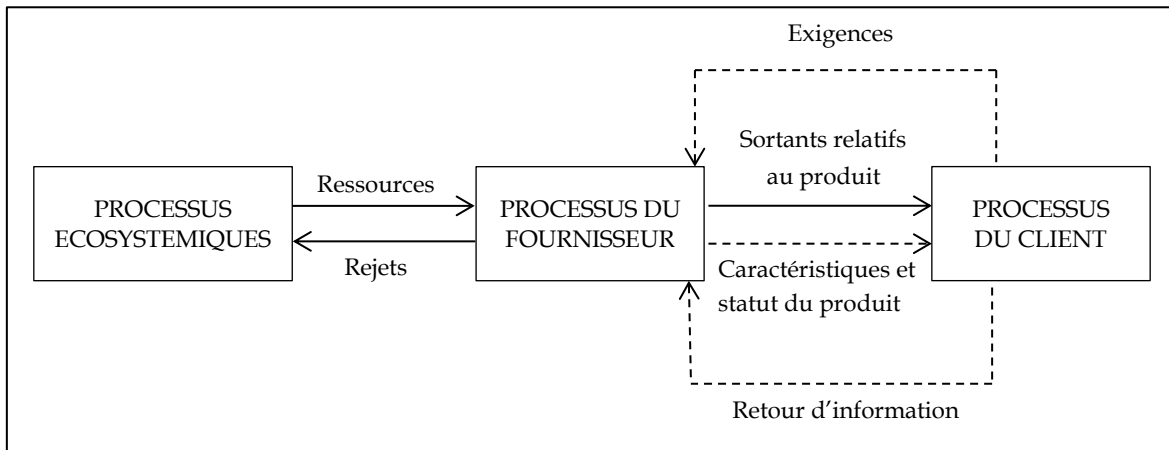 Exigences
Sortants relatifs
au produit
Ressources
PROCESSUS
ECOSYSTEMIQUES
PROCESSUS DU
FOURNISSEUR
PROCESSUS
DU CLIENT
Rejets
Caractéristiques et
statut du produit
Retour d’information